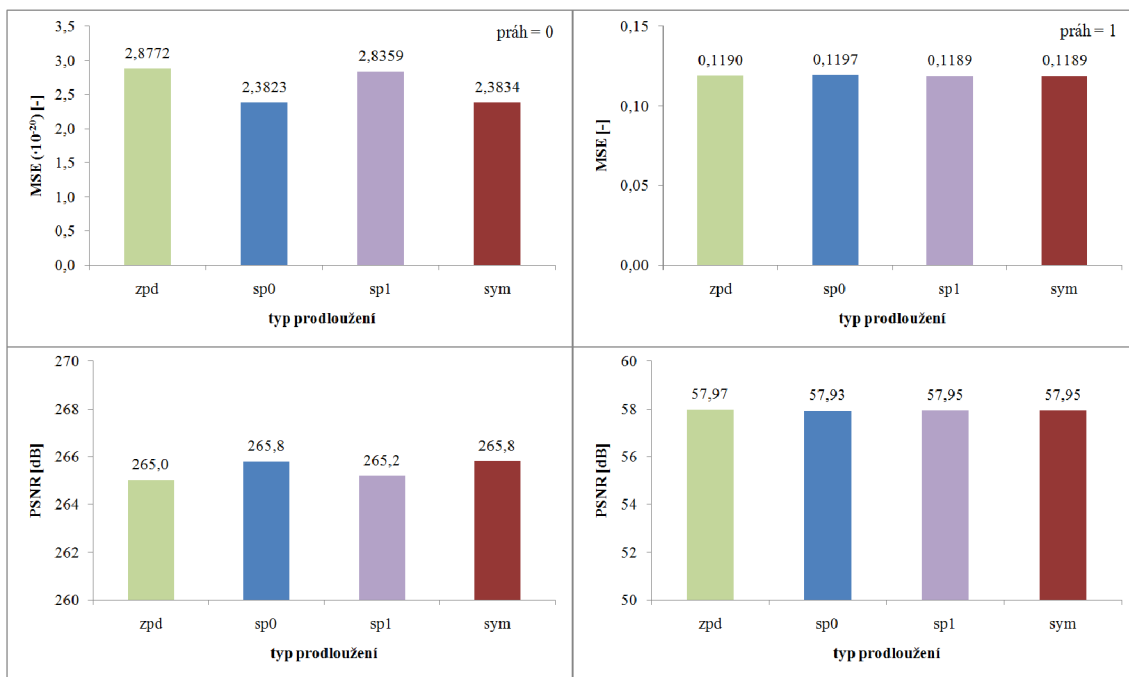 3,5
práh = 0
3,0
2,5
2,0
1,5
1,0
0,5
0,0
MSE (·10⁻²⁰) [-]
2,8772
2,3823
2,8359
2,3834
zpd
sp0
sp1
sym
typ prodloužení
0,15
práh = 1
0,10
0,05
0,00
MSE [-]
0,1190
0,1197
0,1189
0,1189
zpd
sp0
sp1
sym
typ prodloužení
270
268
266
264
262
260
PSNR [dB]
265,0
265,8
265,2
265,8
zpd
sp0
sp1
sym
typ prodloužení
60
58
56
54
52
50
PSNR [dB]
57,97
57,93
57,95
57,95
zpd
sp0
sp1
sym
typ prodloužení